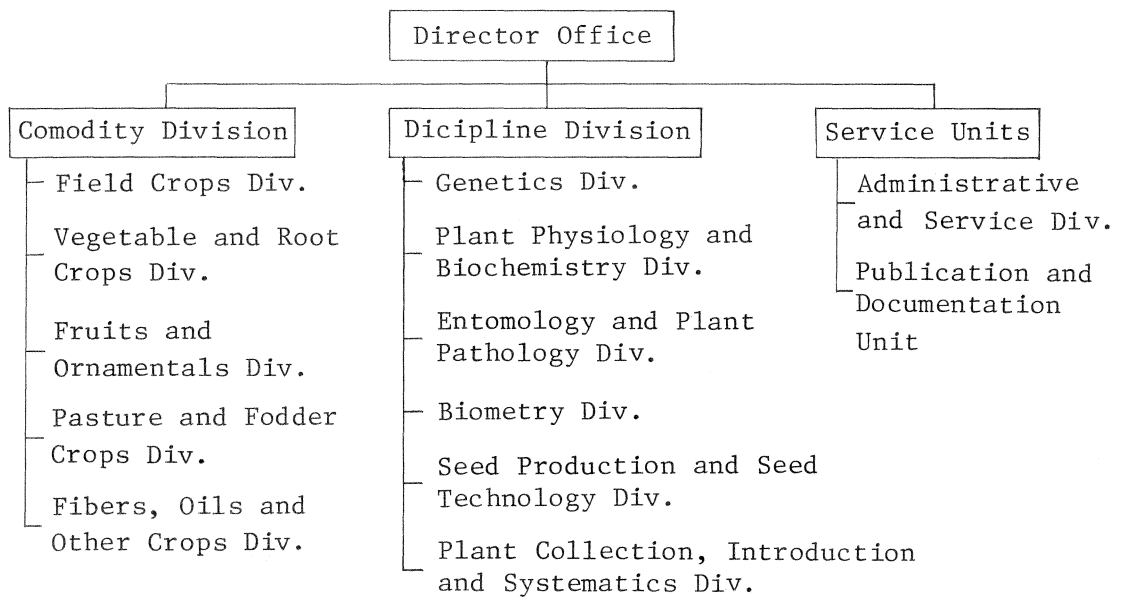 Director Office
Comodity Division
Field Crops Div.
Vegetable and Root
Crops Div.
Fruits and
Ornamentals Div.
Pasture and Fodder
Crops Div.
Fibers, Oils and
Other Crops Div.
Dicipline Division
Genetics Div.
Plant Physiology and
Biochemistry Div.
Entomology and Plant
Pathology Div.
Biometry Div.
Seed Production and Seed
Technology Div.
Plant Collection, Introduction
and Systematics Div.
Service Units
Administrative
and Service Div.
Publication and
Documentation
Unit